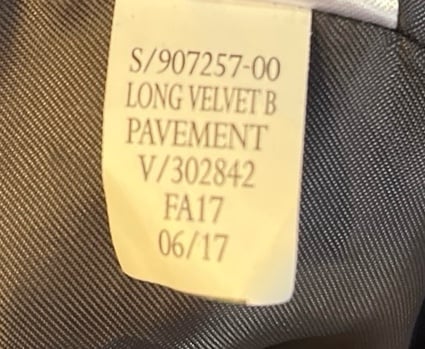 S/907257-00
LONG VELVET B
PAVEMENT
V/302842
FA17
06/17